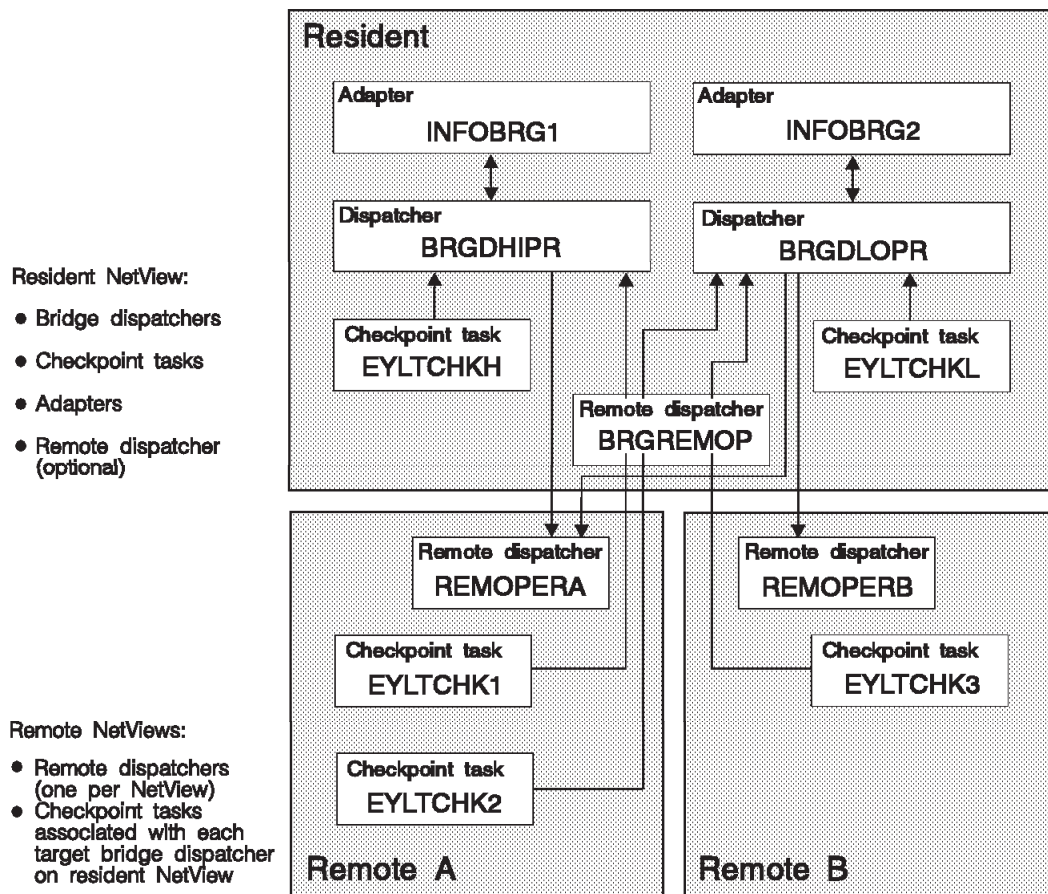 Resident
Adapter
INFOBRG1
Adapter
INFOBRG2
Dispatcher
BRGDHIPR
Dispatcher
BRGDLOPR
Checkpoint task
EYLTCHKH
Checkpoint task
EYLTCHKL
Remote dispatcher
BRGREMOP
Resident NetView:
● Bridge dispatchers
● Checkpoint tasks
● Adapters
● Remote dispatcher
(optional)
Remote dispatcher
REMOPERA
Checkpoint task
EYLTCHK1
Checkpoint task
EYLTCHK2
Remote A
Remote dispatcher
REMOPERB
Checkpoint task
EYLTCHK3
Remote B
Remote NetViews:
● Remote dispatchers
(one per NetView)
● Checkpoint tasks
associated with each
target bridge dispatcher
on resident NetView